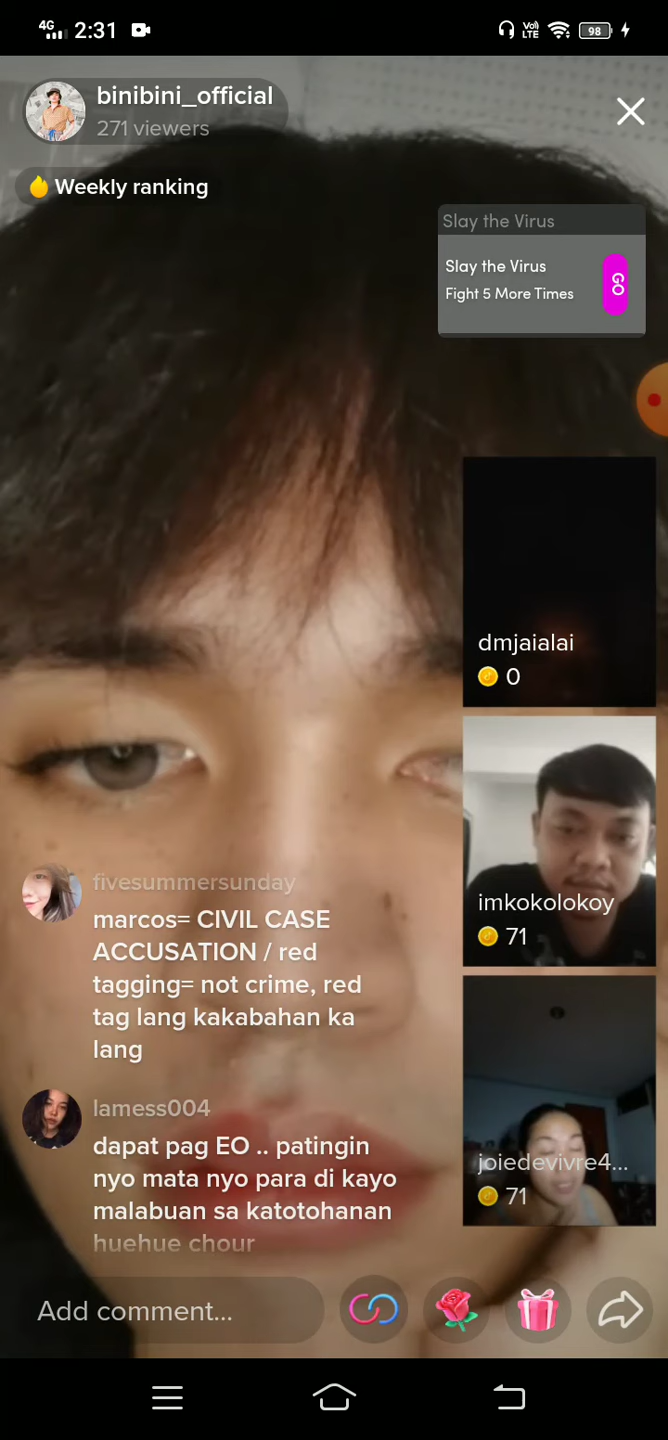 4G 2:31 Vo) LTE 98
binibini_official
271 viewers
Weekly ranking
Slay the Virus
Slay the Virus
Fight 5 More Times
GO
dmjaialai
0
imkokolokoy
71
joiedevivre4...
71
fivesummersunday
marcos= CIVIL CASE
ACCUSATION / red
tagging= not crime, red
tag lang kakabahan ka
lang
lamess004
dapat pag EO .. patingin
nyo mata nyo para di kayo
malabuan sa katotohanan
huehue chour
Add comment...